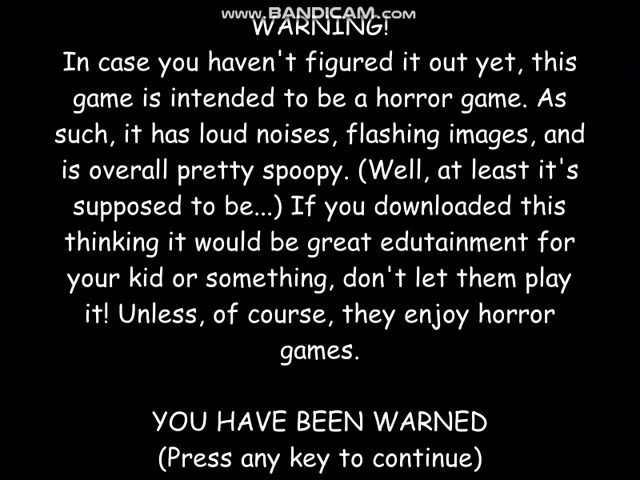 www.BANDICAM.com
WARNING!
In case you haven't figured it out yet, this
game is intended to be a horror game. As
such, it has loud noises, flashing images, and
is overall pretty spoopy. (Well, at least it's
supposed to be...) If you downloaded this
thinking it would be great edutainment for
your kid or something, don't let them play
it! Unless, of course, they enjoy horror
games.
YOU HAVE BEEN WARNED
(Press any key to continue)